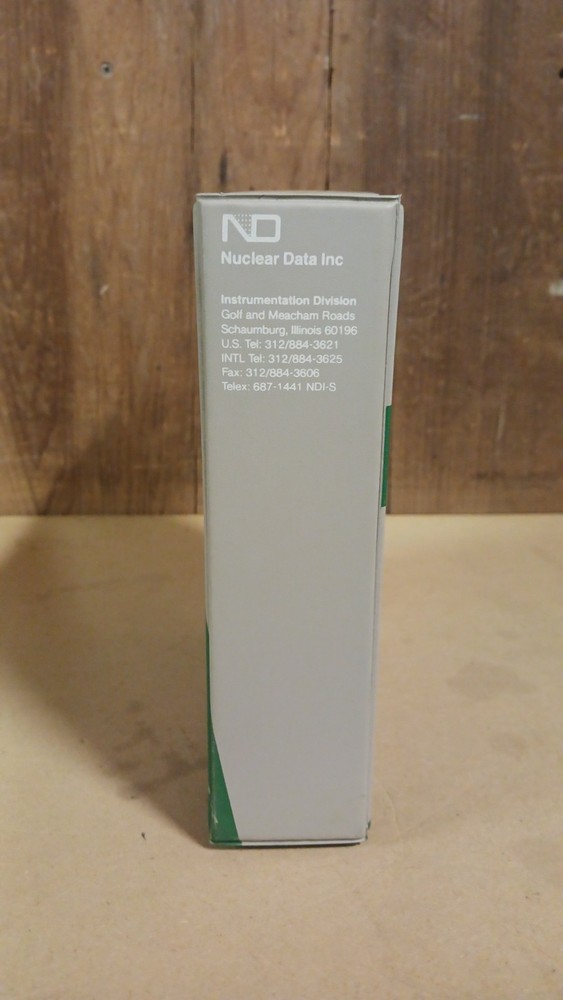 ND
Nuclear Data Inc
Instrumentation Division
Golf and Meacham Roads
Schaumburg, Illinois 60196
U.S. Tel: 312/884-3621
INTL Tel: 312/884-3625
Fax: 312/884-3606
Telex: 687-1441 NDI-S